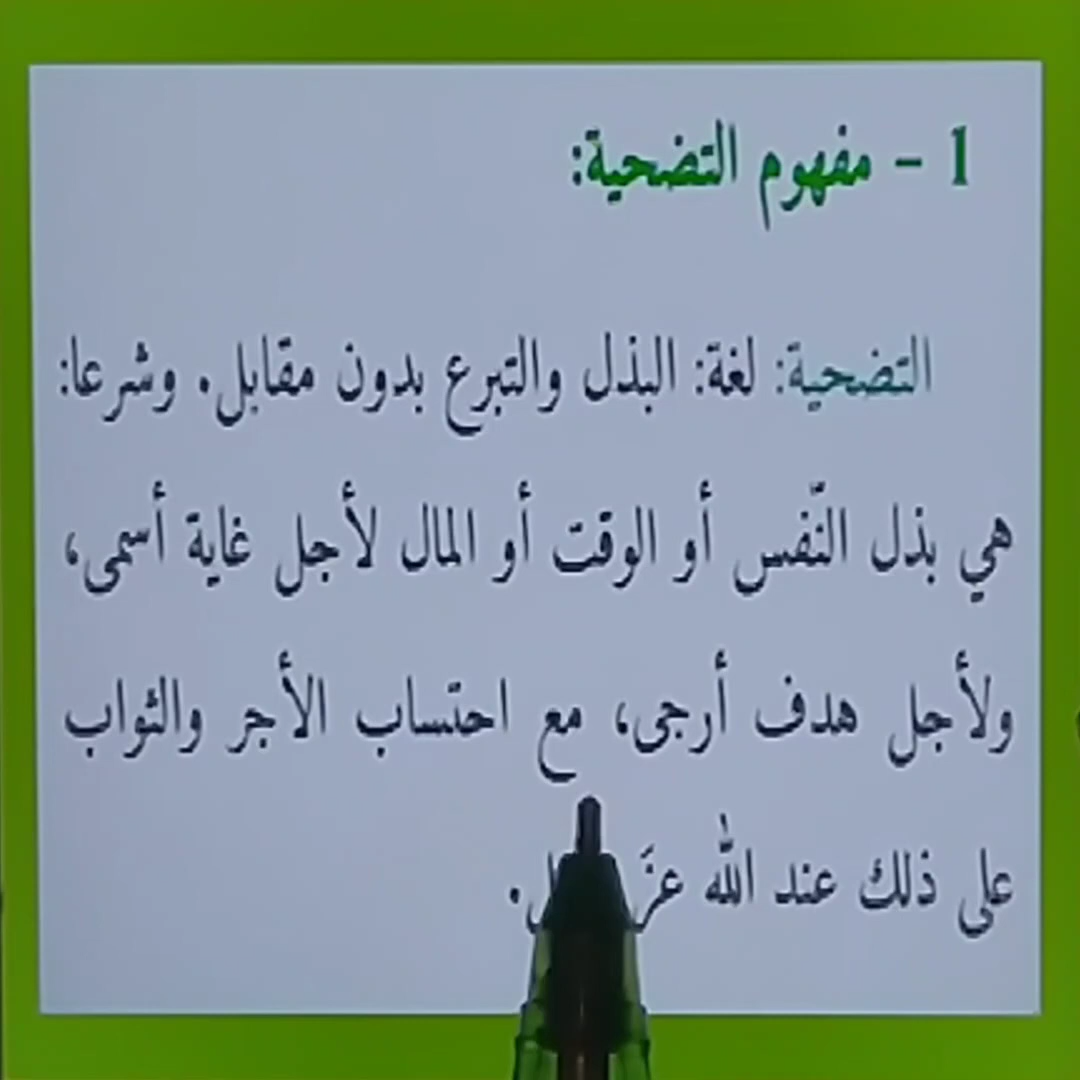 1 - مفهوم التضحية:
التضحية: لغة: البذل والتبرع بدون مقابل. وشرعا:
هي بذل النّفس أو الوقت أو المال لأجل غاية أسمى،
ولأجل هدف أرجى، مع احتساب الأجر والثواب
على ذلك عند الله عزّ